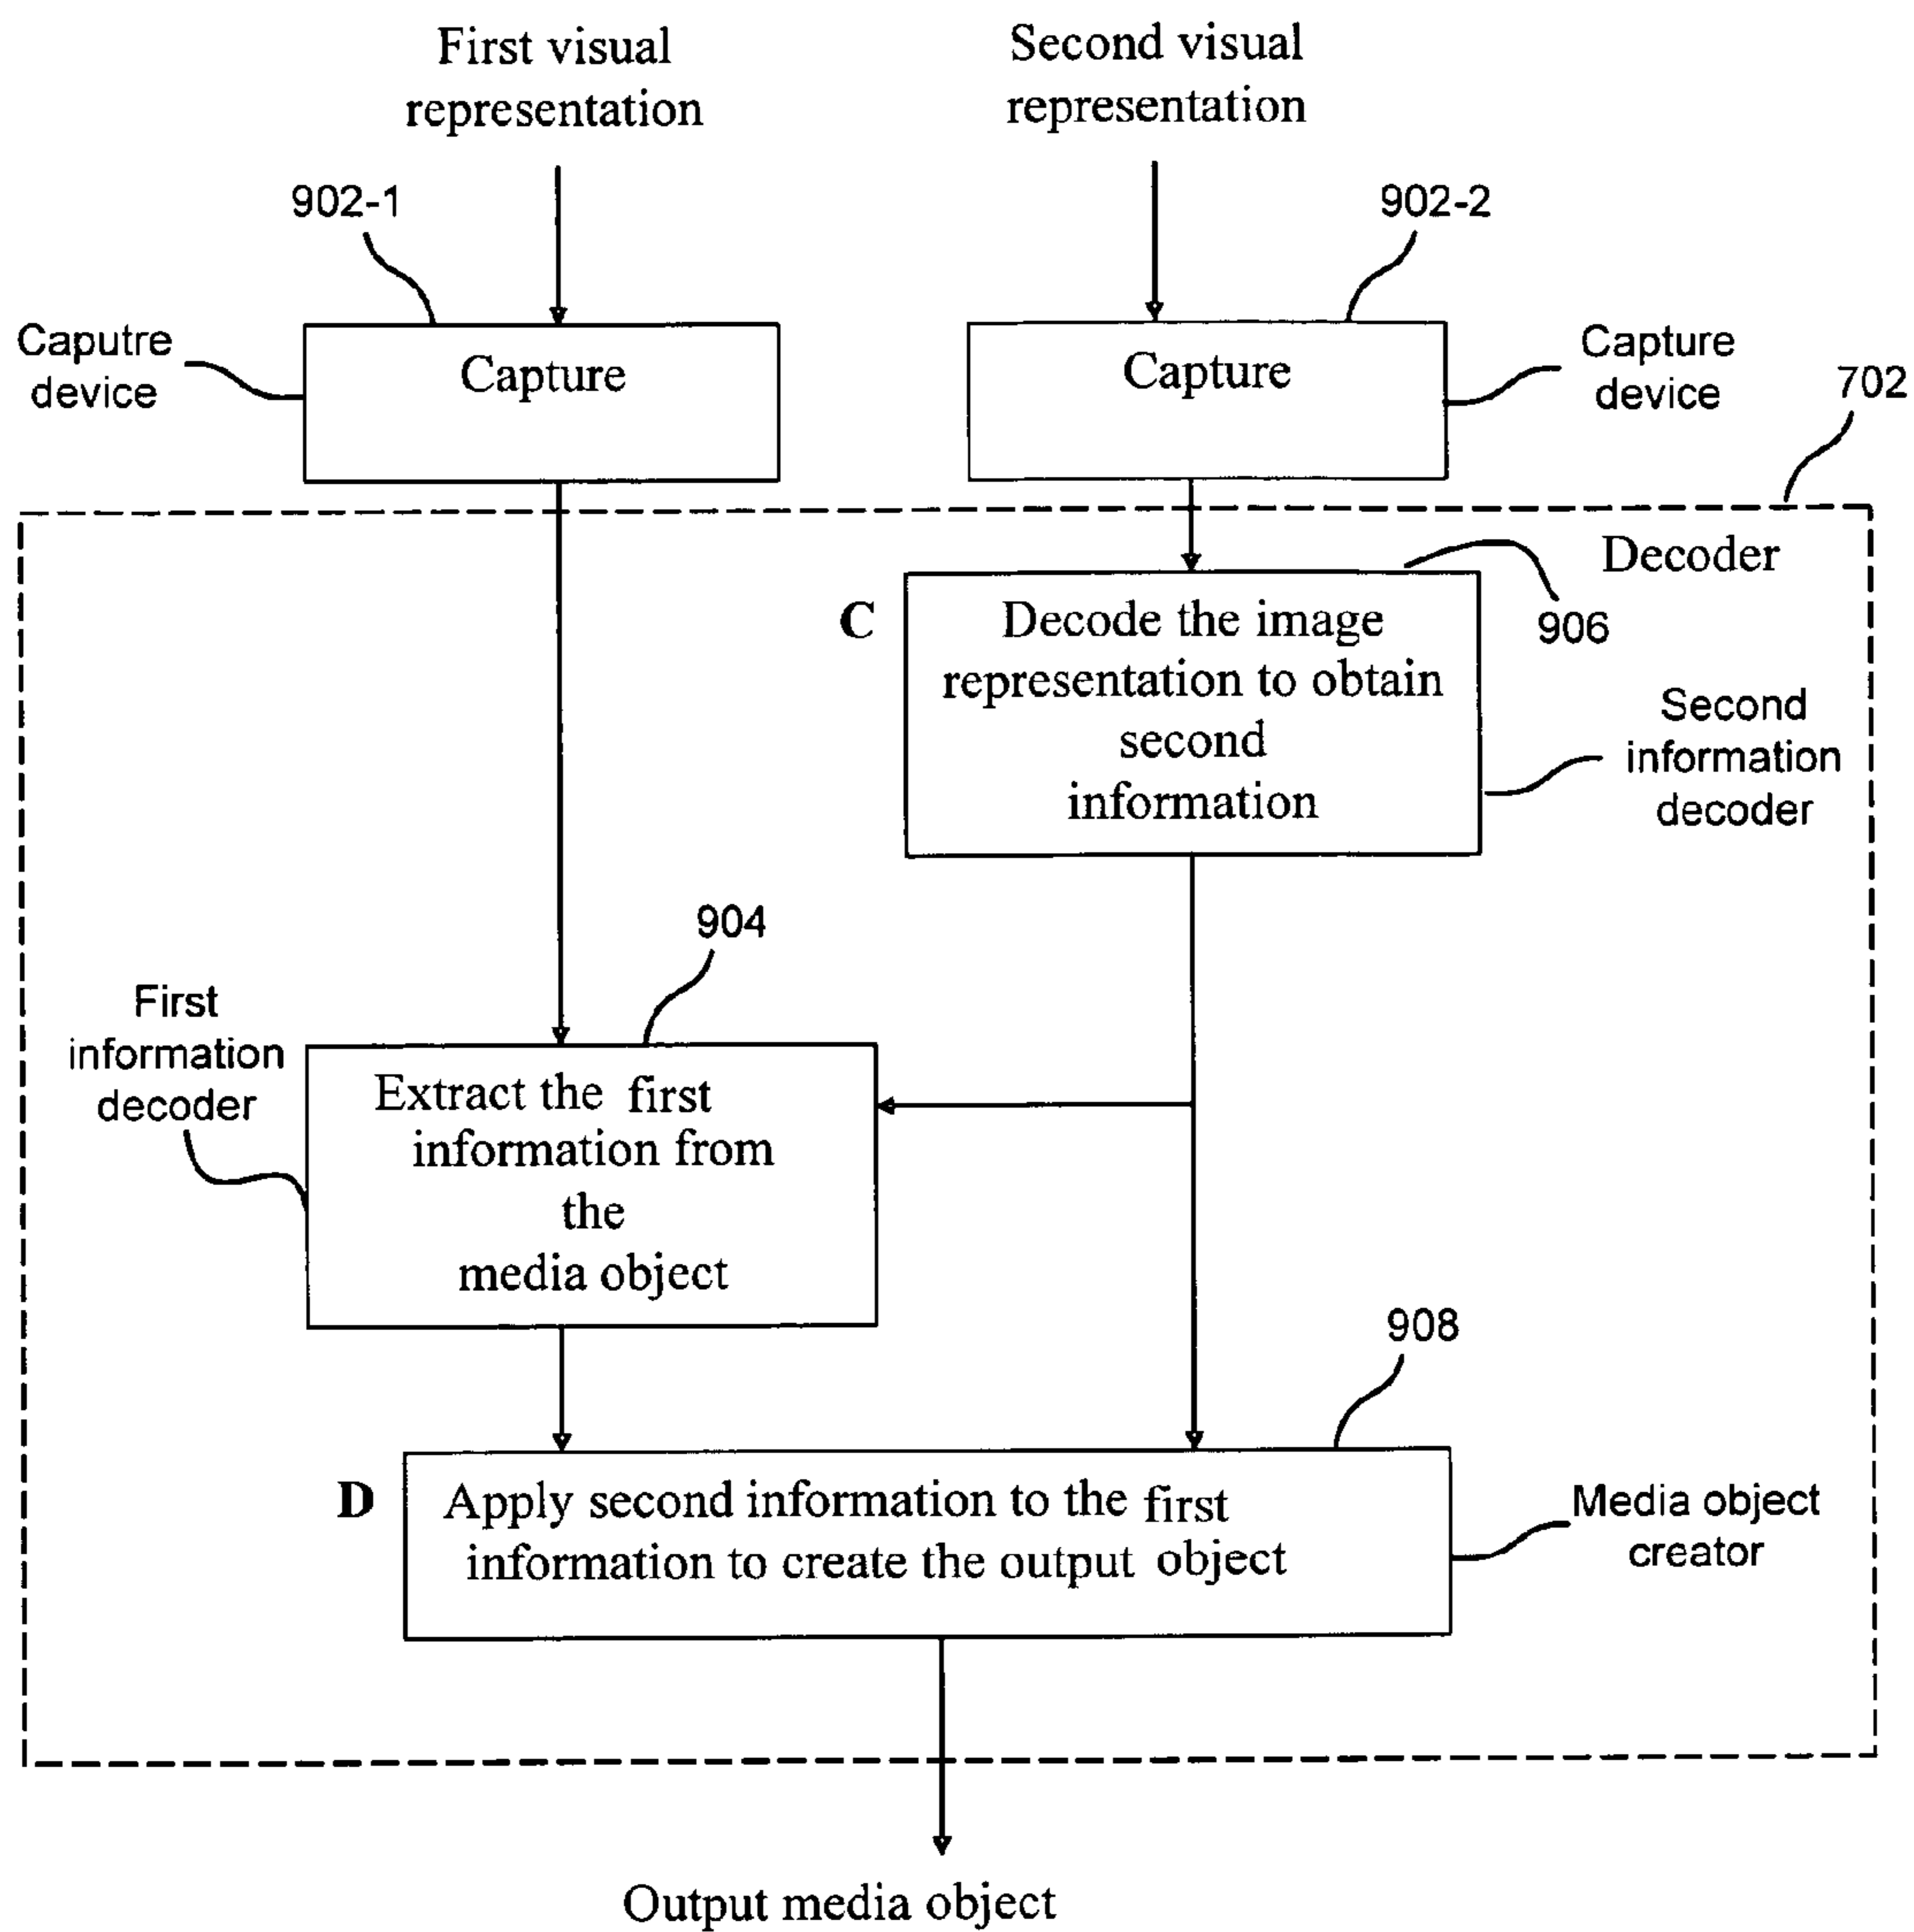 First visual
representation
Second visual
representation
902-1
902-2
Caputre
device
Capture
Capture
Capture
device
702
Decoder
906
C
Decode the image
representation to obtain
second
information
Second
information
decoder
904
First
information
decoder
Extract the first
information from
the
media object
908
D
Apply second information to the first
information to create the output object
Media object
creator
Output media object